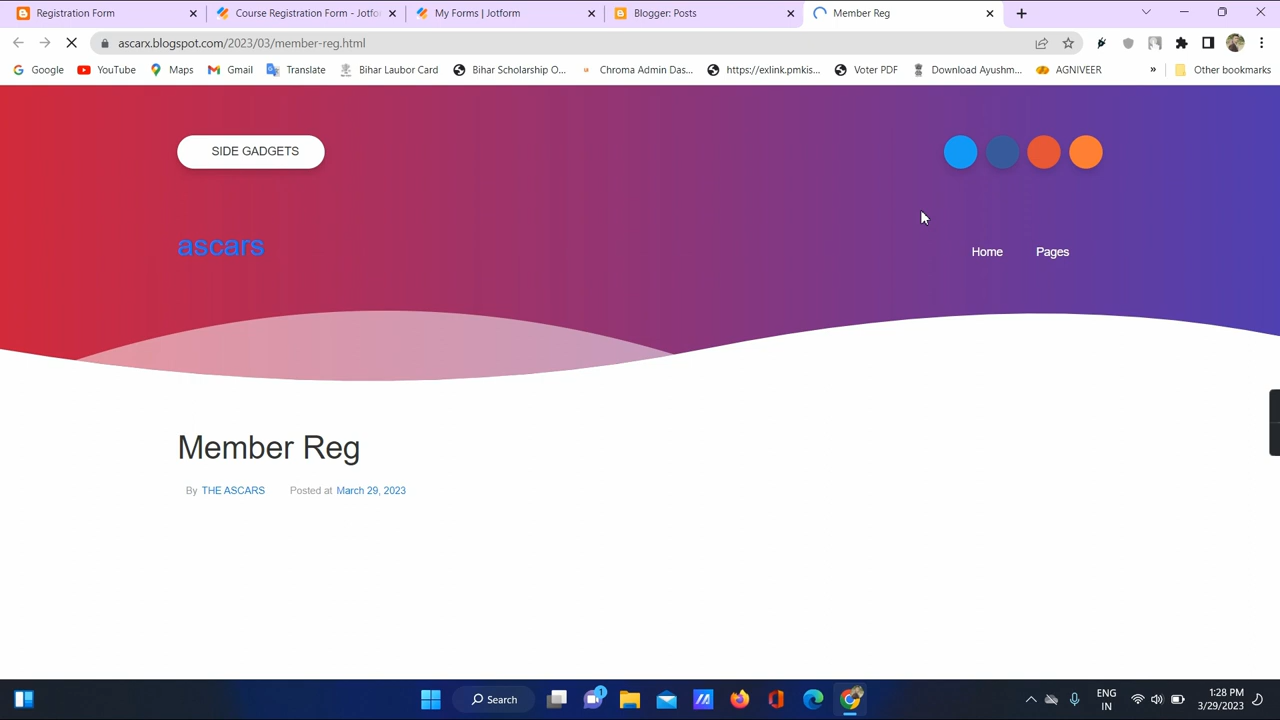 Registration Form
Course Registration Form - Jotfo
My Forms | Jotform
Blogger: Posts
Member Reg
ascarx.blogspot.com/2023/03/member-reg.html
Google
YouTube
Maps
Gmail
Translate
Bihar Laubor Card
Bihar Scholarship O...
Chroma Admin Das...
https://exlink.pmkis...
Voter PDF
Download Ayushm...
AGNIVEER
»
Other bookmarks
SIDE GADGETS
ascars
Home
Pages
Member Reg
By THE ASCARS Posted at March 29, 2023
Search
1
ENG
IN
1:28 PM
3/29/2023